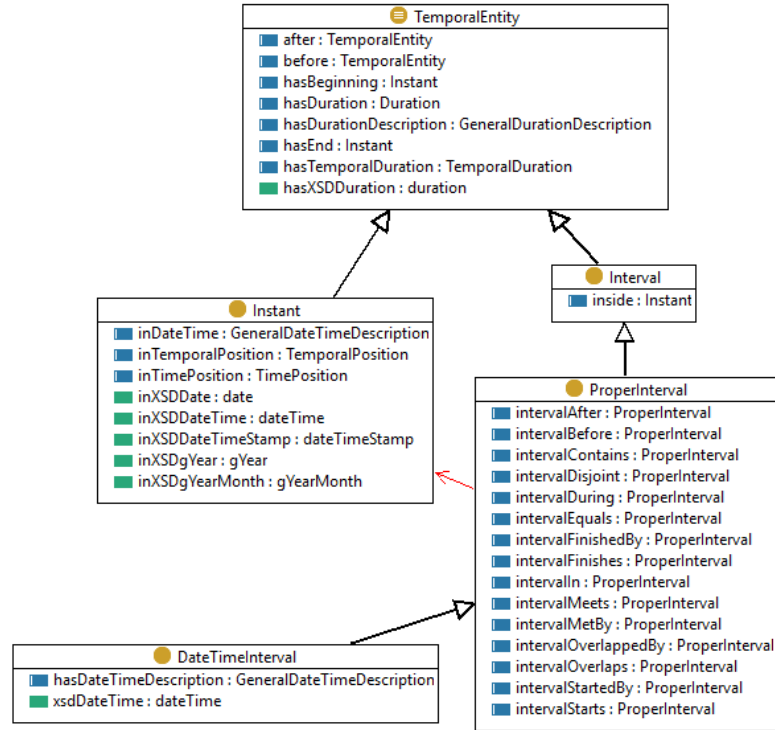 TemporalEntity
after : TemporalEntity
before : TemporalEntity
hasBeginning : Instant
hasDuration : Duration
hasDurationDescription : GeneralDurationDescription
hasEnd : Instant
hasTemporalDuration : TemporalDuration
hasXSDDuration : duration
Interval
inside : Instant
Instant
inDateTime : GeneralDateTimeDescription
inTemporalPosition : TemporalPosition
inTimePosition : TimePosition
inXSDDate : date
inXSDDateTime : dateTime
inXSDDateTimeStamp : dateTimeStamp
inXSDgYear : gYear
inXSDgYearMonth : gYearMonth
ProperInterval
intervalAfter : ProperInterval
intervalBefore : ProperInterval
intervalContains : ProperInterval
intervalDisjoint : ProperInterval
intervalDuring : ProperInterval
intervalEquals : ProperInterval
intervalFinishedBy : ProperInterval
intervalFinishes : ProperInterval
intervalIn : ProperInterval
intervalMeets : ProperInterval
intervalMetBy : ProperInterval
intervalOverlappedBy : ProperInterval
intervalOverlaps : ProperInterval
intervalStartedBy : ProperInterval
intervalStarts : ProperInterval
DateTimeInterval
hasDateTimeDescription : GeneralDateTimeDescription
xsdDateTime : dateTime